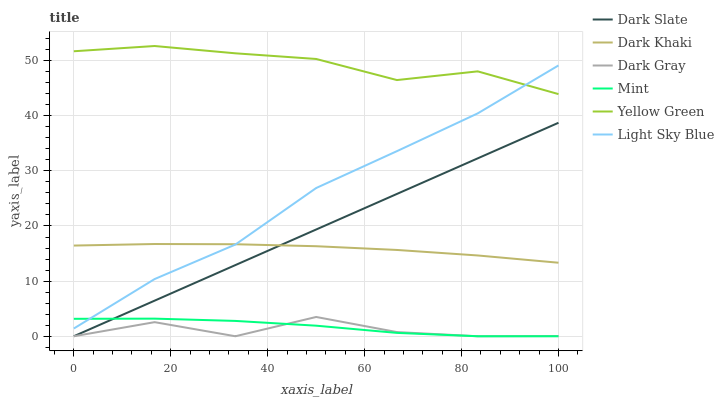 title
Dark Slate
Dark Khaki
Dark Gray
Mint
Yellow Green
Light Sky Blue
yaxis_label
50
40
30
20
10
0
0 20 40 60 80 100
xaxis_label